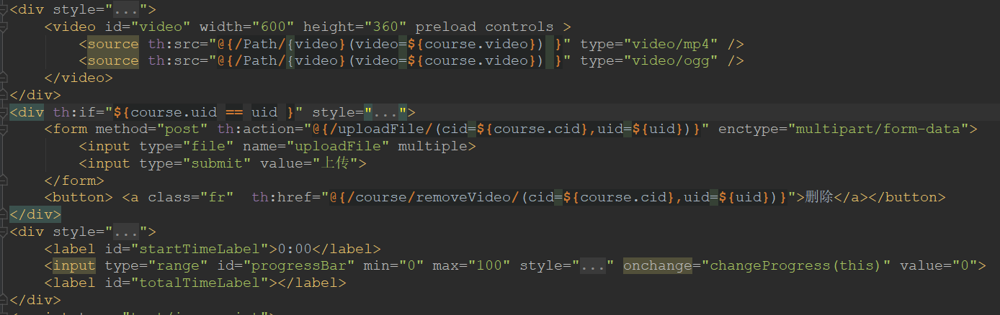 <div style="...">
<video id="video" width="600" height="360" preload controls >
<source th:src="@{/Path/{video}(video=${course.video}) }" type="video/mp4" />
<source th:src="@{/Path/{video}(video=${course.video}) }" type="video/ogg" />
</video>
</div>
<div th:if="${course.uid == uid }" style="...">
<form method="post" th:action="@{/uploadFile/(cid=${course.cid},uid=${uid})}" enctype="multipart/form-data">
<input type="file" name="uploadFile" multiple>
<input type="submit" value="上传">
</form>
<button> <a class="fr"  th:href="@{/course/removeVideo/(cid=${course.cid},uid=${uid})}">删除</a></button>
</div>
<div style="...">
<label id="startTimeLabel">0:00</label>
<input type="range" id="progressBar" min="0" max="100" style="..." onchange="changeProgress(this)" value="0">
<label id="totalTimeLabel"></label>
</div>